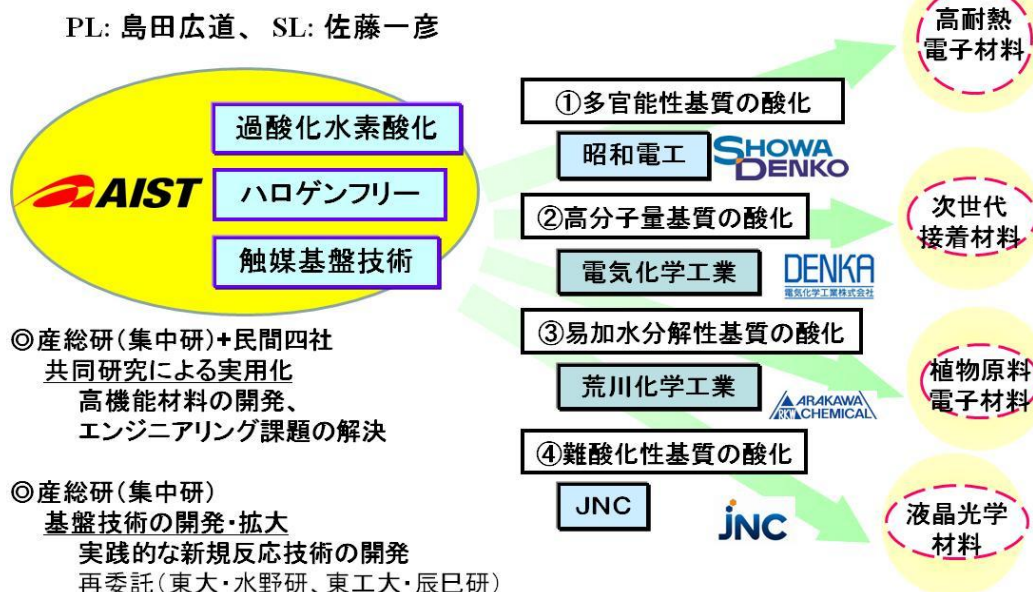 PL: 島田広道、 SL: 佐藤一彦
AIST
過酸化水素酸化
ハロゲンフリー
触媒基盤技術
◎産総研(集中研)+民間四社
共同研究による実用化
高機能材料の開発、
エンジニアリング課題の解決
◎産総研(集中研)
基盤技術の開発・拡大
実践的な新規反応技術の開発
再委託(東大・水野研、東工大・辰巳研)
①多官能性基質の酸化
昭和電工
SHOWA
DENKO
②高分子量基質の酸化
電気化学工業
DENKA
電気化学工業株式会社
③易加水分解性基質の酸化
荒川化学工業
ARAKAWA
CHEMICAL
④難酸化性基質の酸化
JNC
JNC
高耐熱
電子材料
次世代
接着材料
植物原料
電子材料
液晶光学
材料